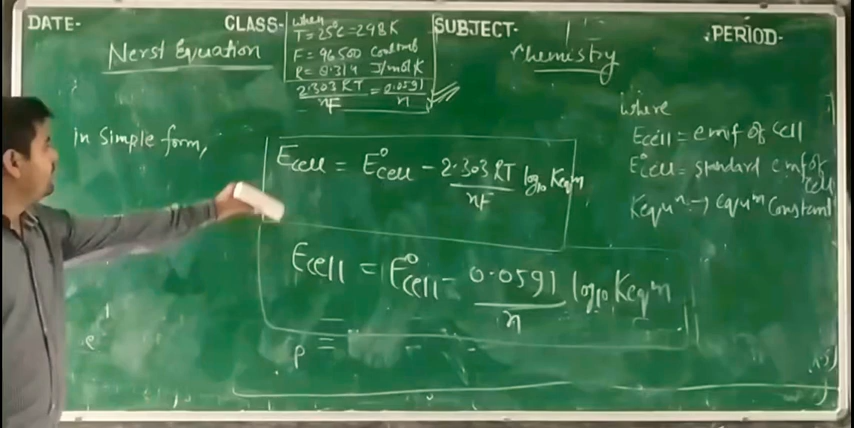 DATE- CLASS- SUBJECT- PERIOD-
Nerst Equation
when
T = 25°C = 298K
F = 96500 Coulomb
R = 8.314 J/mol K
2.303 RT/nF = 0.0591/n
Chemistry
in Simple form,
Ecell = E°cell - 2.303 RT/nF log10 Keqm
Ecell = E°cell - 0.0591/n log10 Keqm
where
Ecell = emf of cell
E°cell = standard emf of cell
Kequm → equm Constant